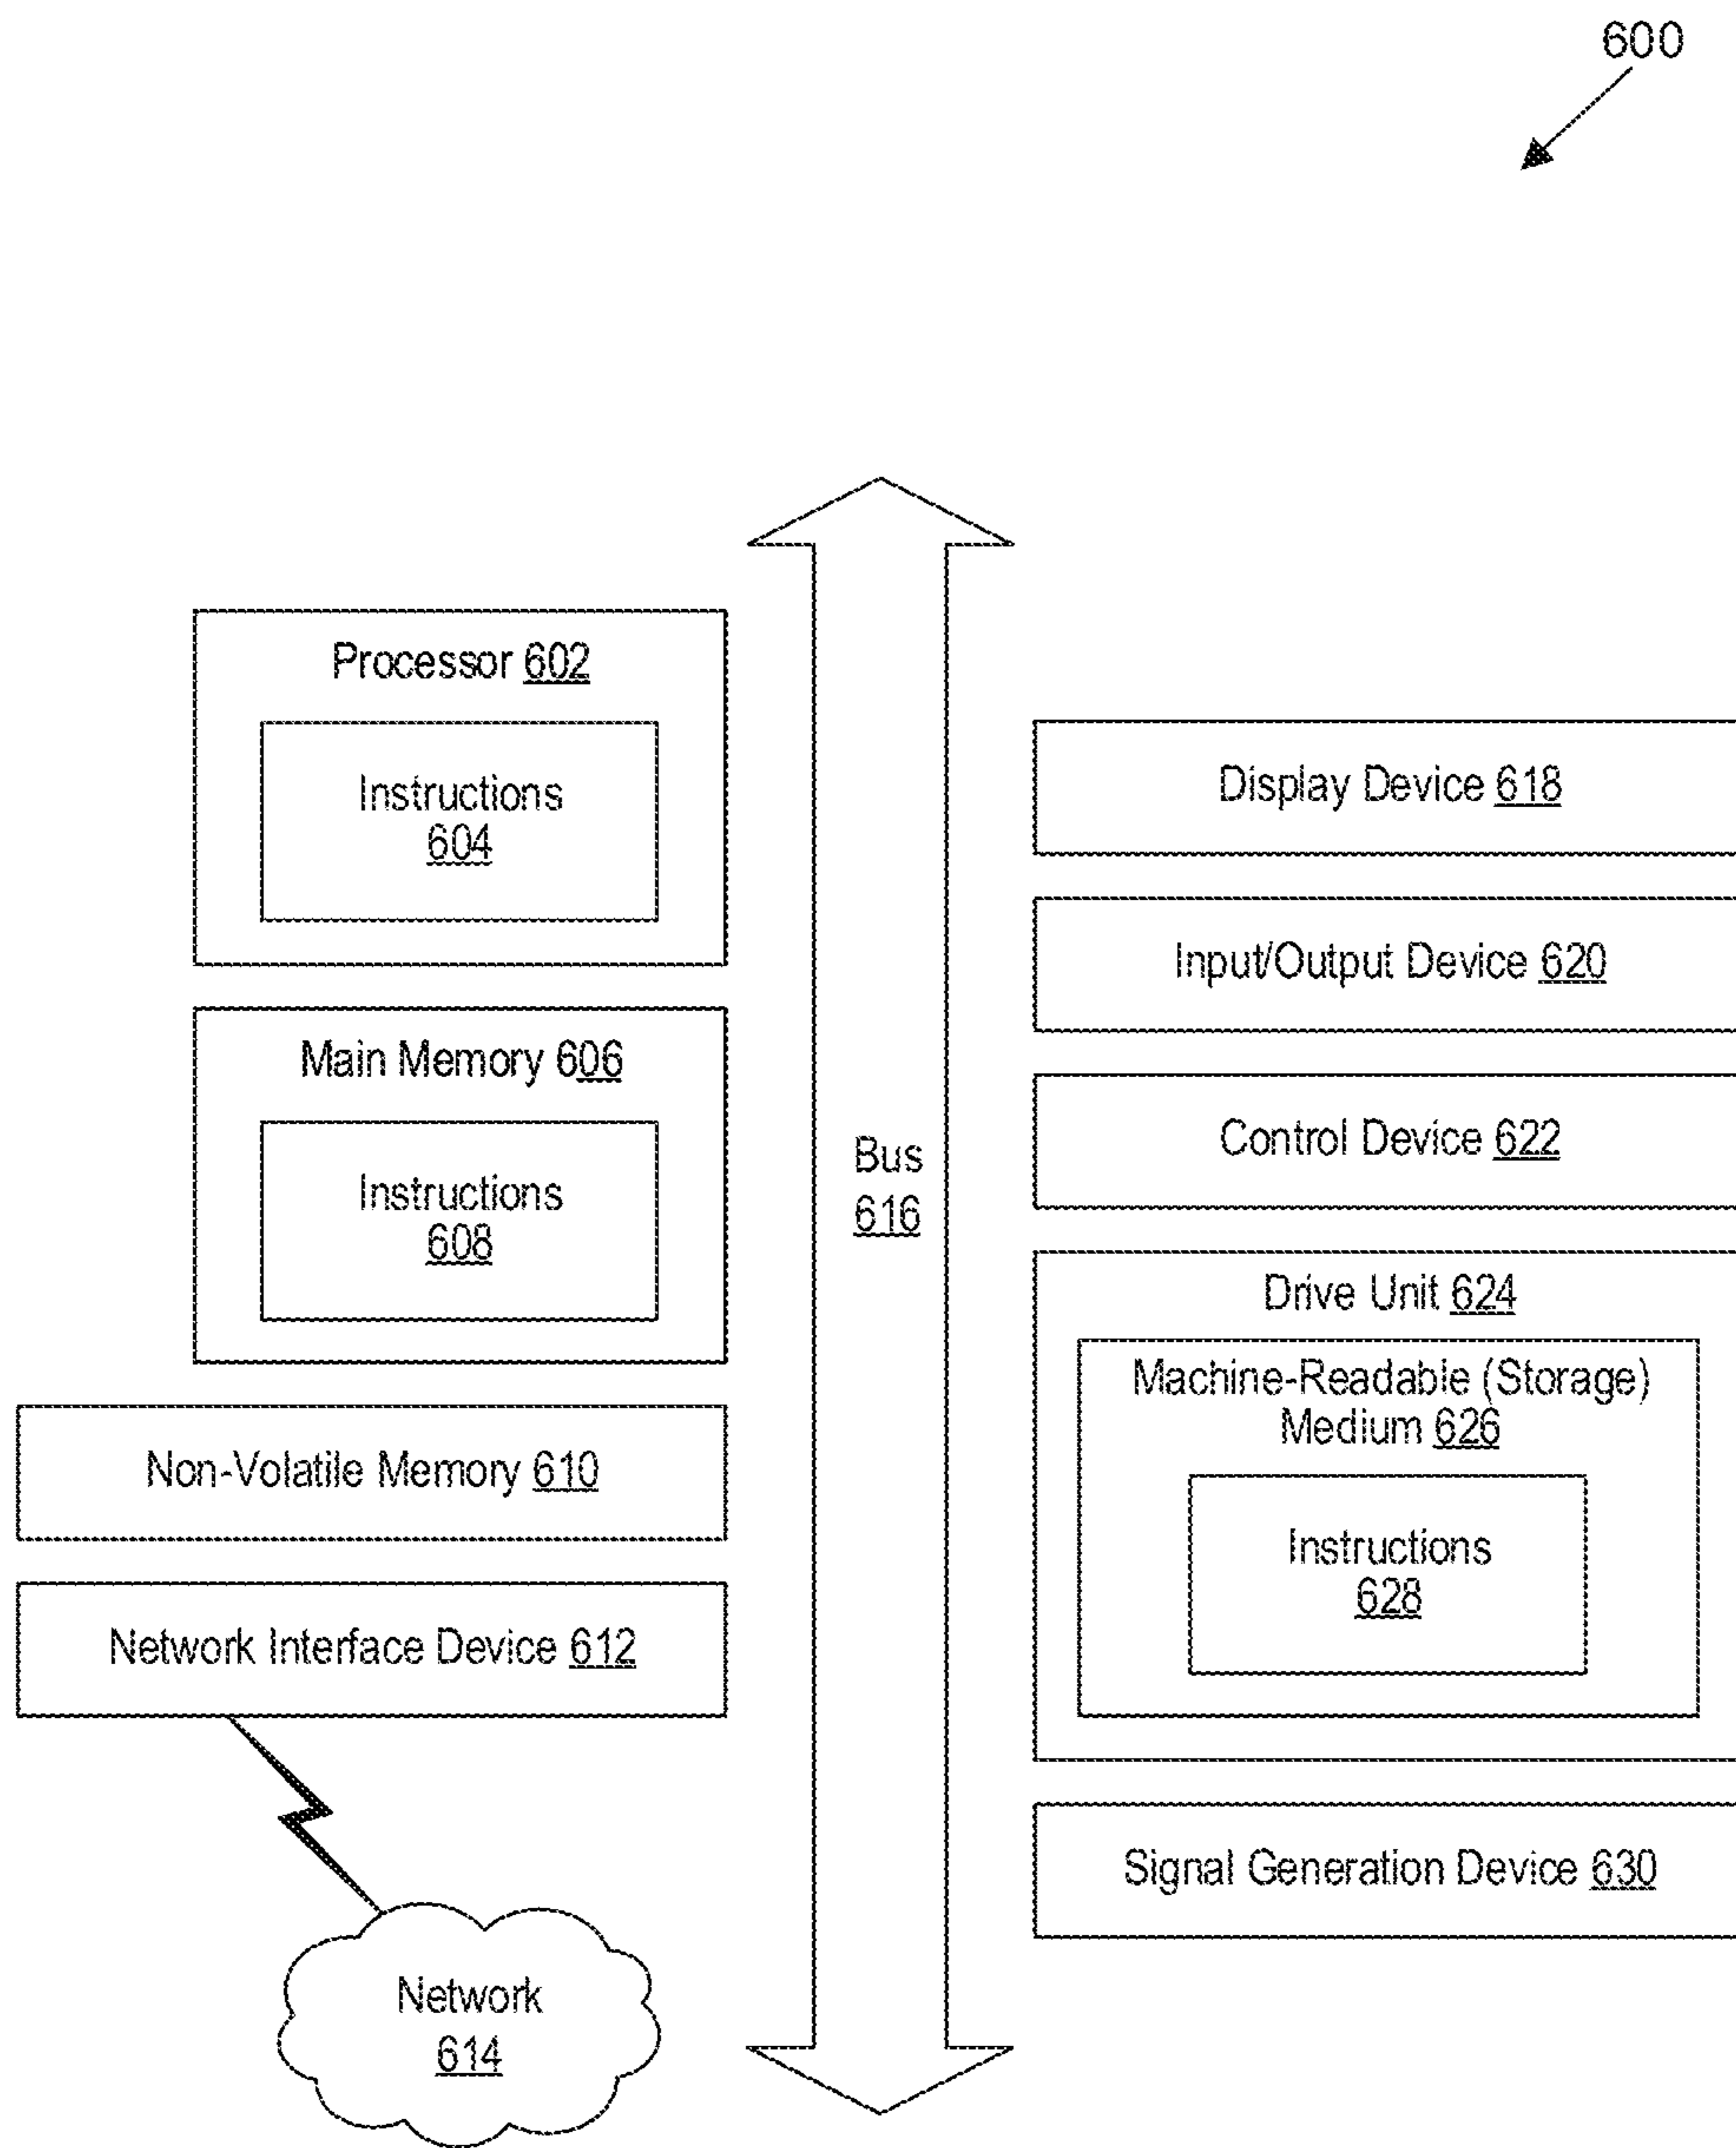 600
Processor 602
Instructions
604
Main Memory 606
Instructions
608
Non-Volatile Memory 610
Network Interface Device 612
Network
614
Bus
616
Display Device 618
Input/Output Device 620
Control Device 622
Drive Unit 624
Machine-Readable (Storage)
Medium 626
Instructions
628
Signal Generation Device 630